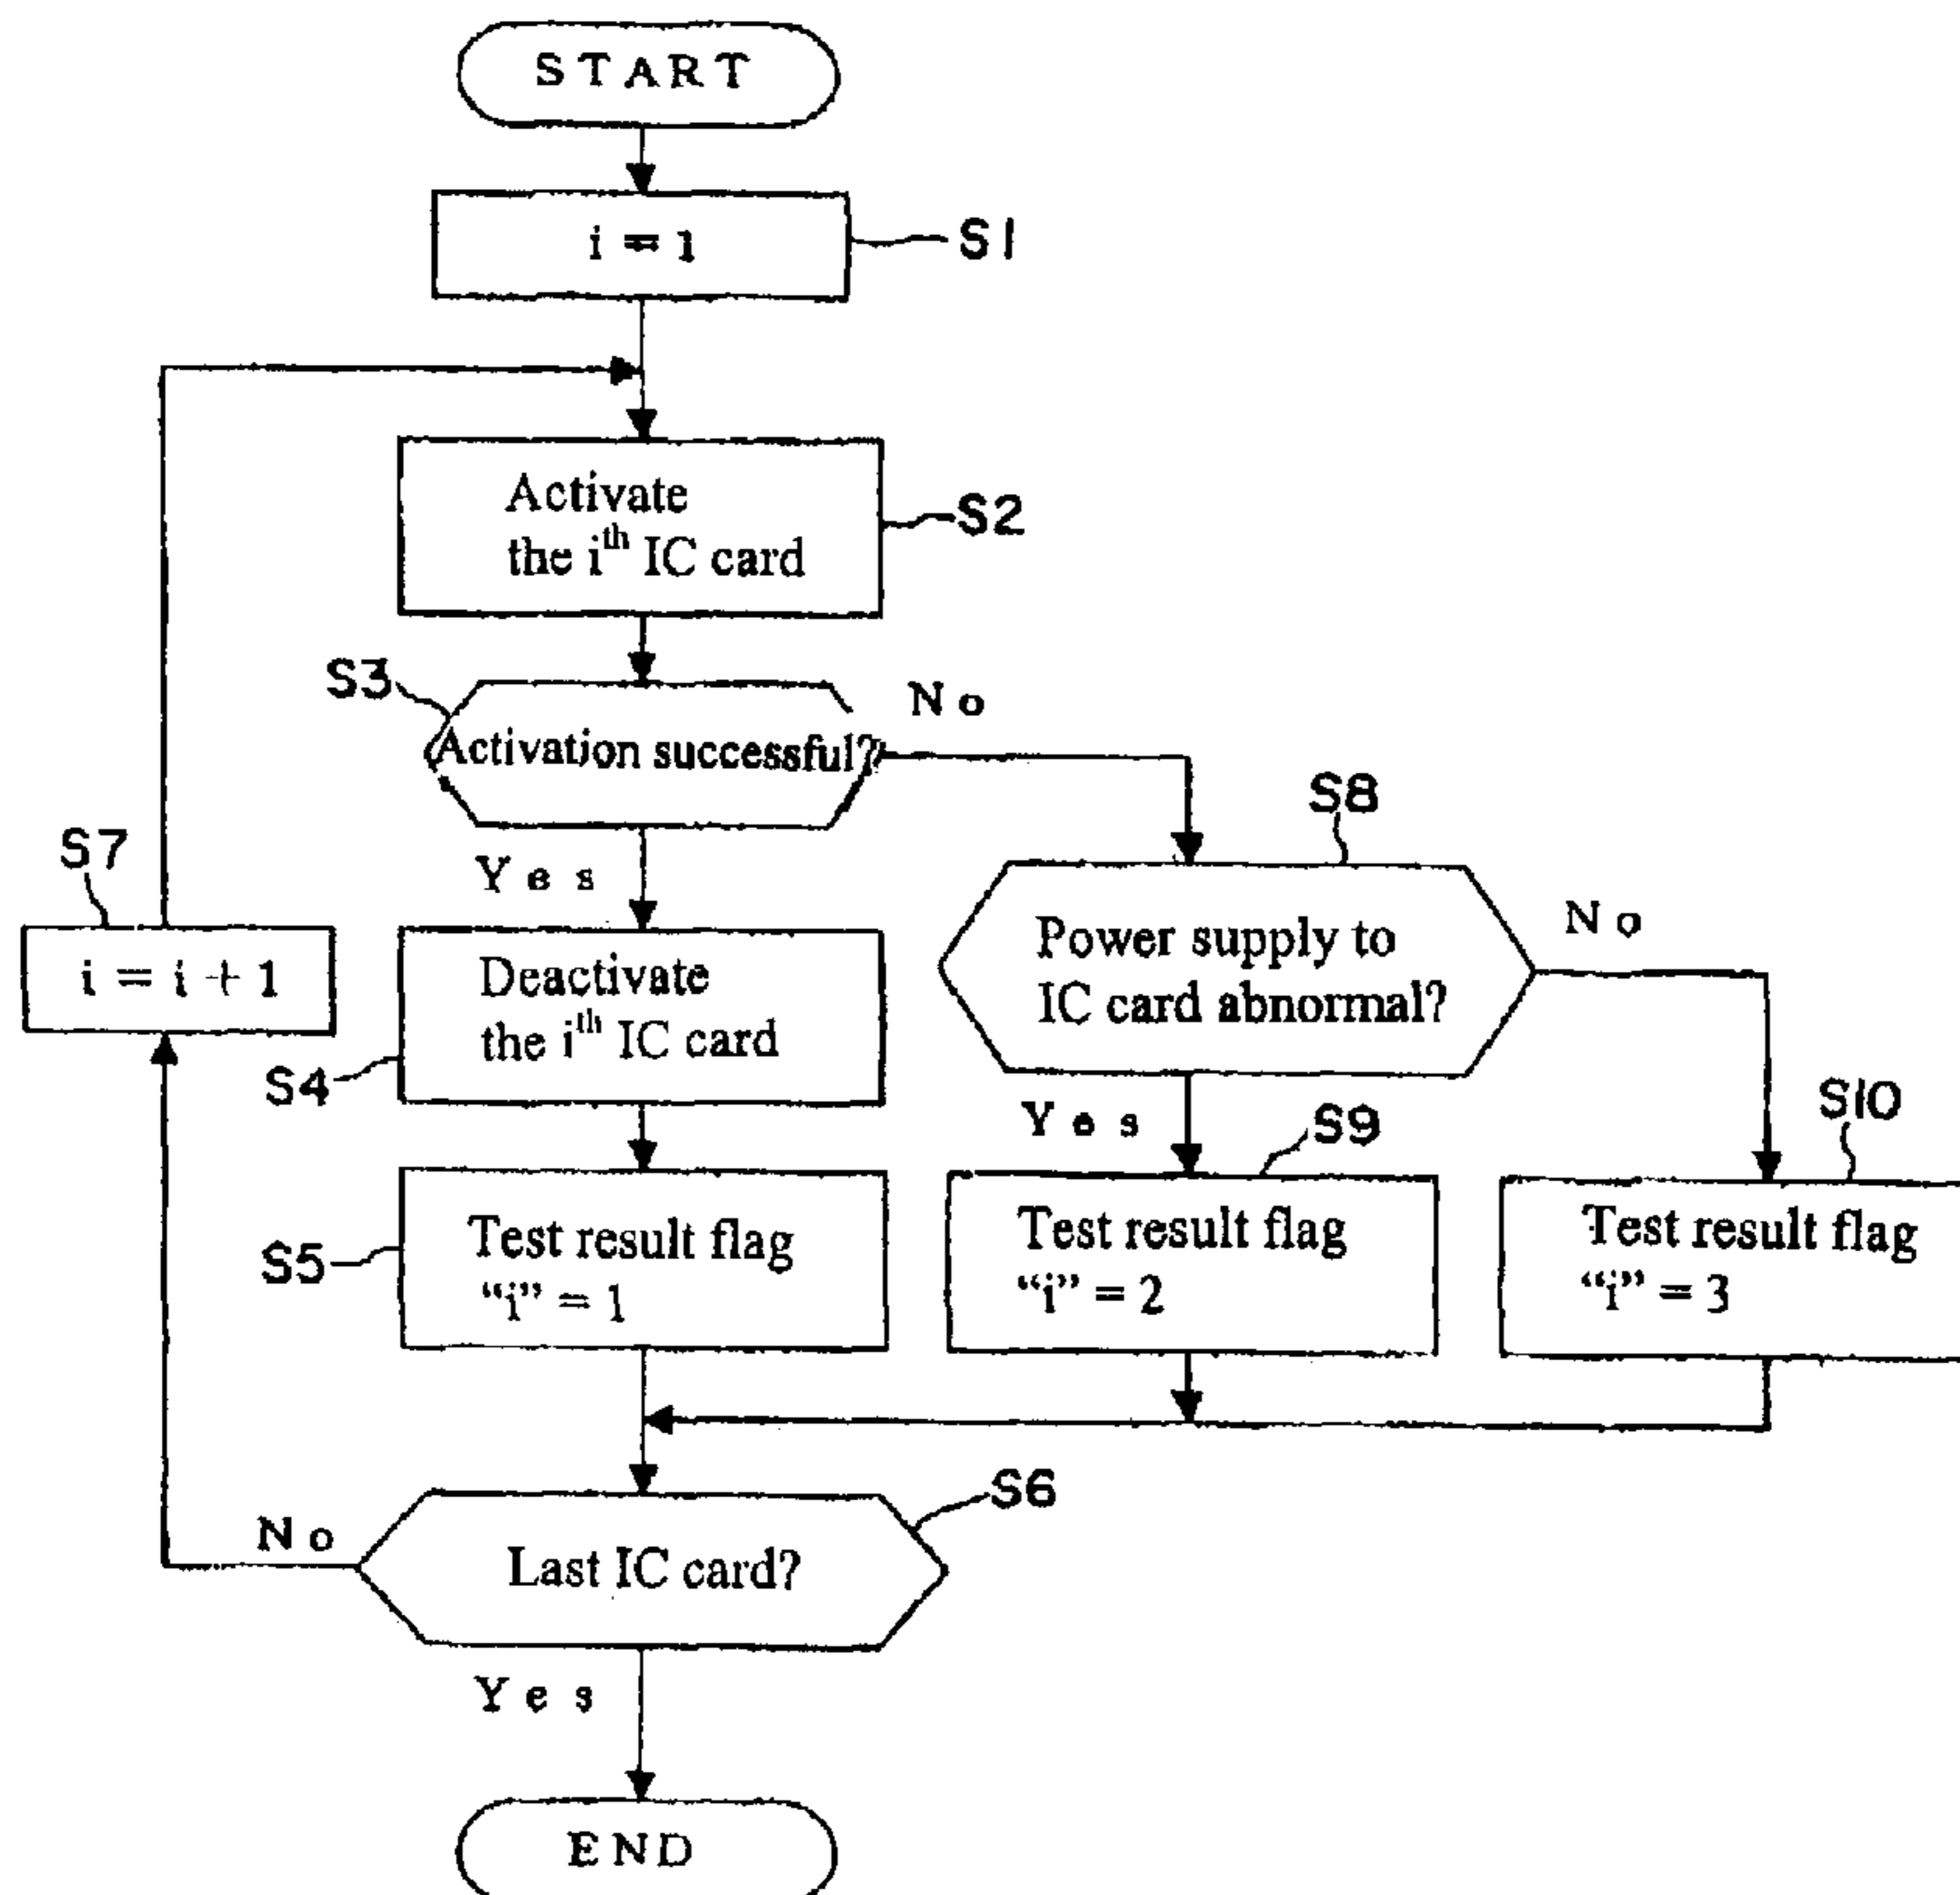 START
i = 1
S1
Activate
the i^th IC card
S2
S3
Activation successful?
No
Yes
S8
Power supply to
IC card abnormal?
No
S7
i = i + 1
Deactivate
the i^th IC card
S4
Yes
S9
S10
Test result flag
"i" = 1
S5
Test result flag
"i" = 2
Test result flag
"i" = 3
S6
Last IC card?
No
Yes
END